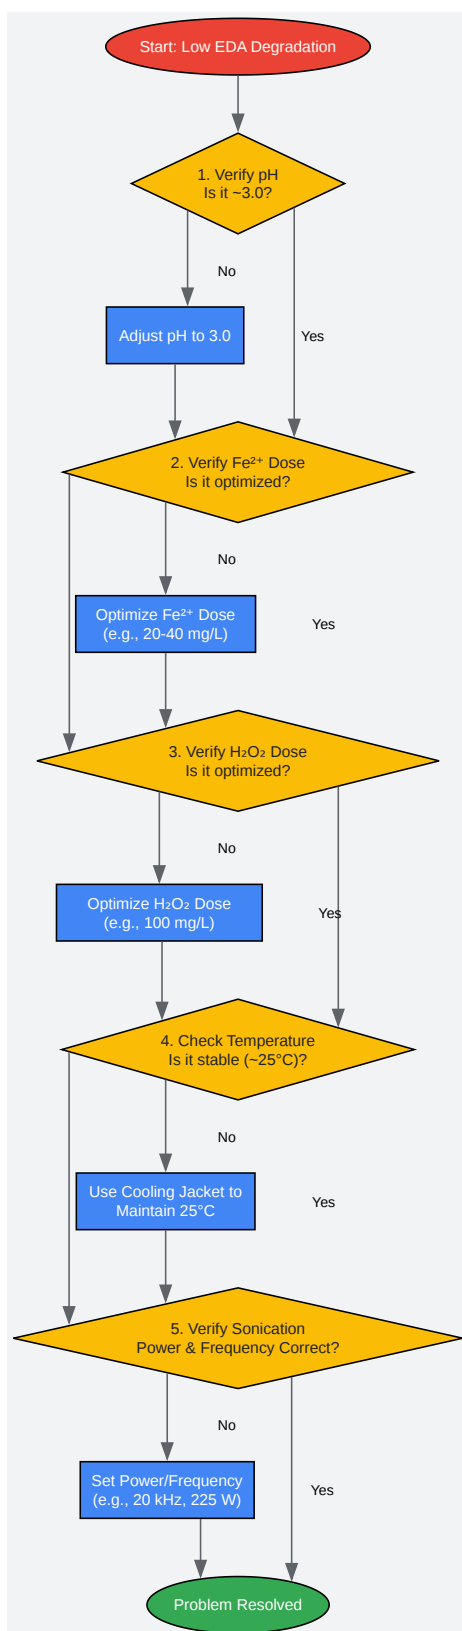 Start: Low EDA Degradation
1. Verify pH
Is it ~3.0?
No
Adjust pH to 3.0
Yes
2. Verify Fe²⁺ Dose
Is it optimized?
No
Optimize Fe²⁺ Dose
(e.g., 20-40 mg/L)
Yes
3. Verify H₂O₂ Dose
Is it optimized?
No
Optimize H₂O₂ Dose
(e.g., 100 mg/L)
Yes
4. Check Temperature
Is it stable (~25°C)?
No
Use Cooling Jacket to
Maintain 25°C
Yes
5. Verify Sonication
Power & Frequency Correct?
No
Set Power/Frequency
(e.g., 20 kHz, 225 W)
Yes
Problem Resolved